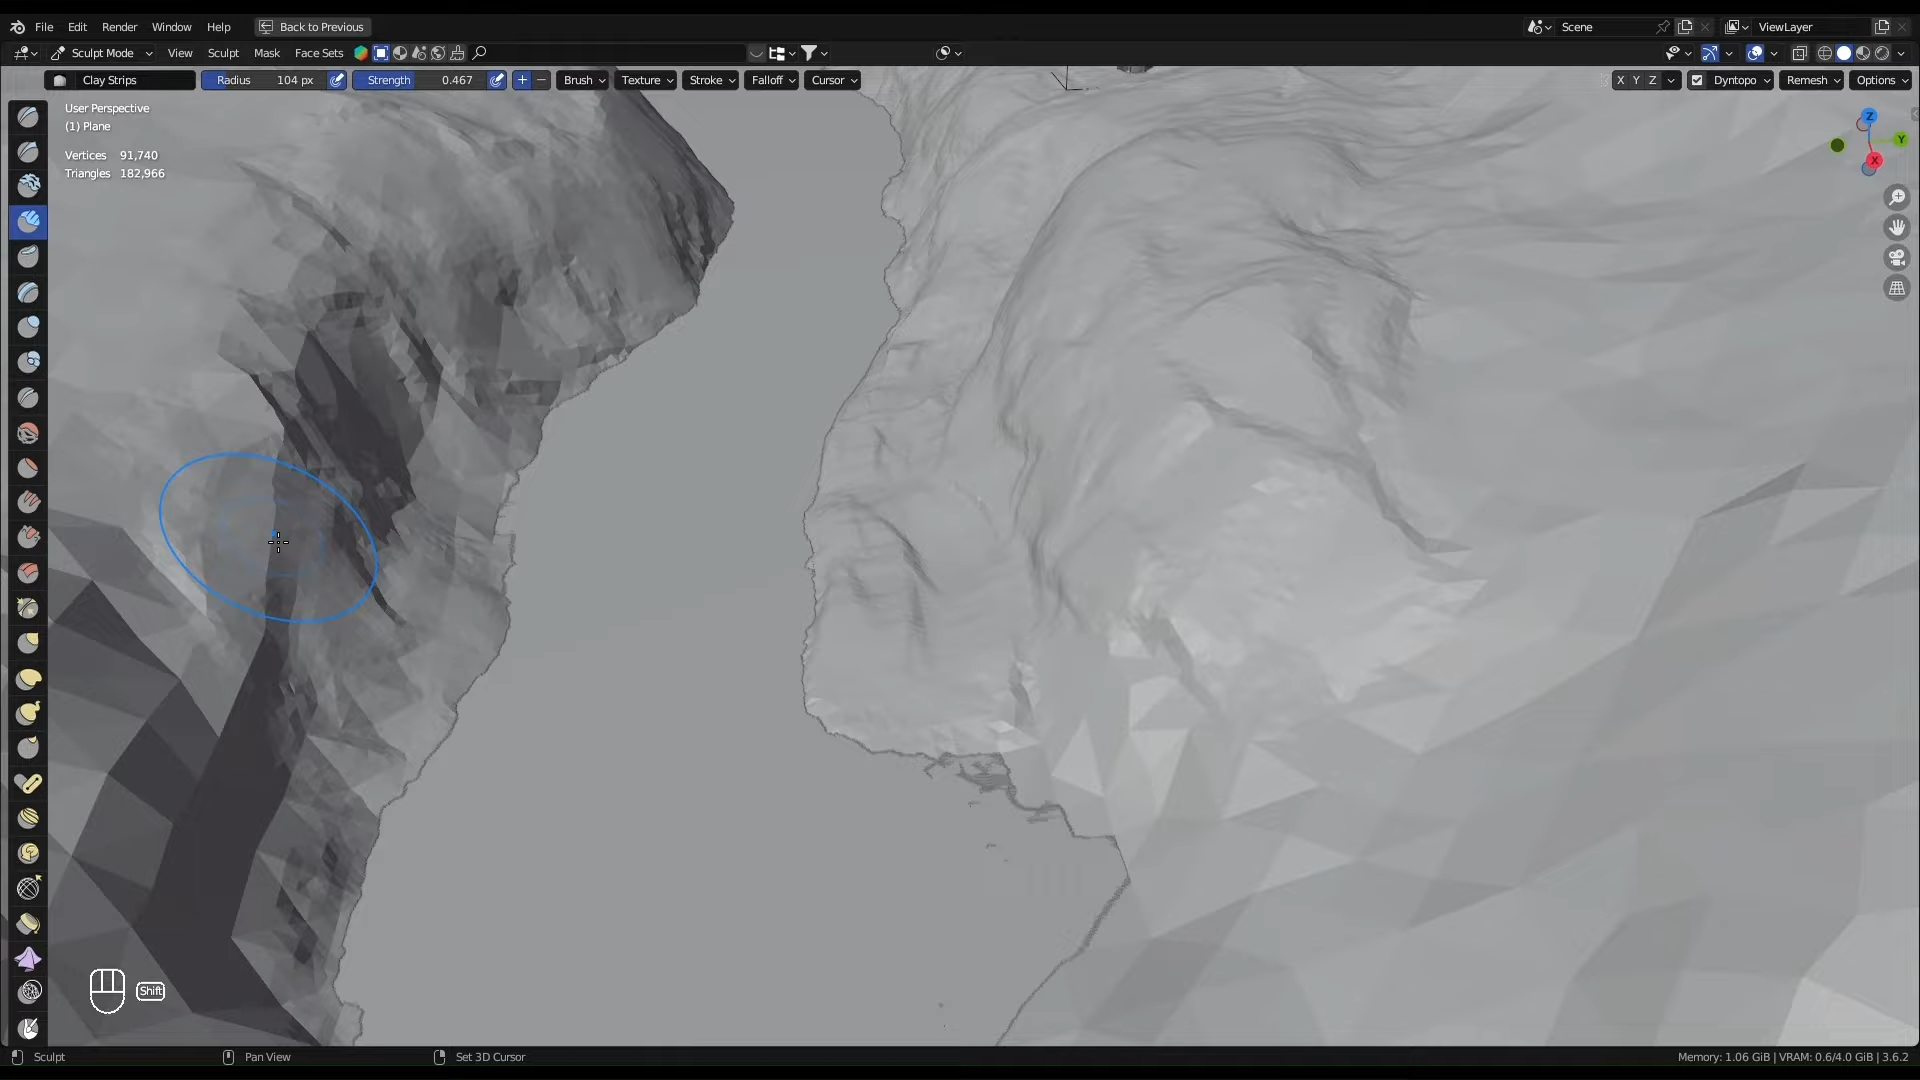 File Edit Render Window Help Back to Previous Scene ViewLayer
Sculpt Mode View Sculpt Mask Face Sets
Clay Strips Radius 104 px Strength 0.467 + − Brush Texture Stroke Falloff Cursor X Y Z Dyntopo Remesh Options
User Perspective
(1) Plane
Vertices 91,740
Triangles 182,966
Z
Y
X
Shift
Sculpt Pan View Set 3D Cursor Memory: 1.06 GiB | VRAM: 0.6/4.0 GiB | 3.6.2